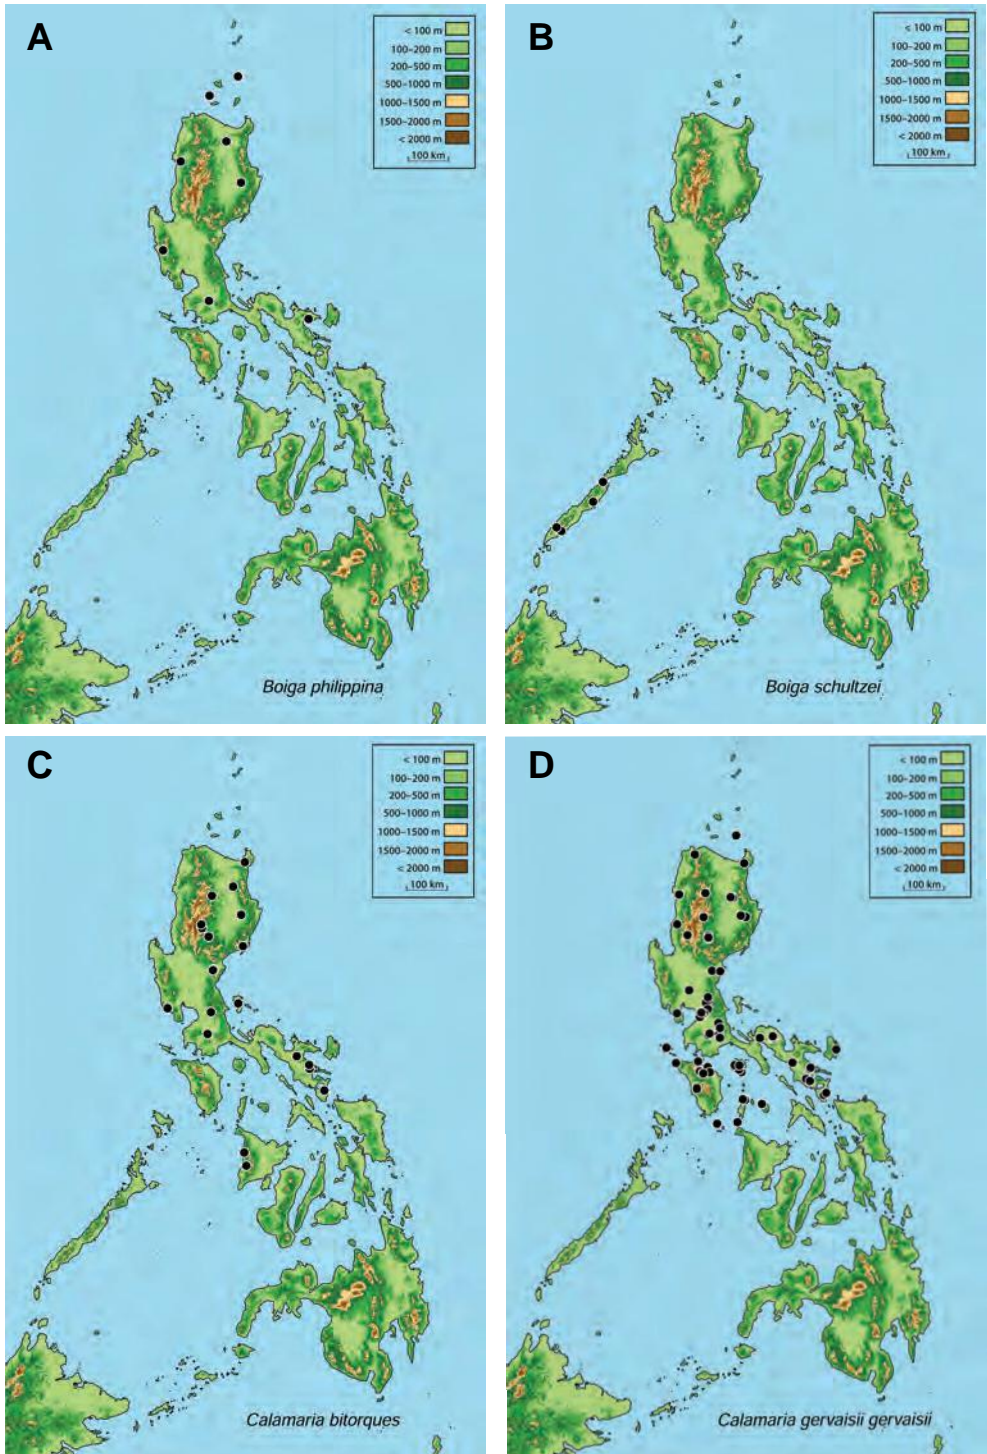 A
< 100 m
100–200 m
200–500 m
500–1000 m
1000–1500 m
1500–2000 m
< 2000 m
100 km
Boiga philippina
B
< 100 m
100–200 m
200–500 m
500–1000 m
1000–1500 m
1500–2000 m
< 2000 m
100 km
Boiga schultzei
C
< 100 m
100–200 m
200–500 m
500–1000 m
1000–1500 m
1500–2000 m
< 2000 m
100 km
Calamaria bitorques
D
< 100 m
100–200 m
200–500 m
500–1000 m
1000–1500 m
1500–2000 m
< 2000 m
100 km
Calamaria gervaisii gervaisii